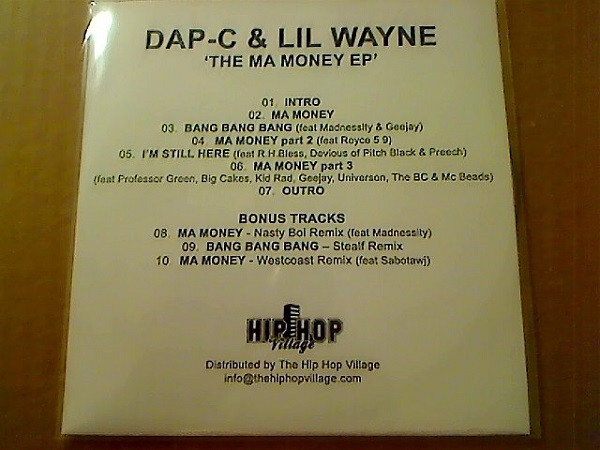 DAP-C & LIL WAYNE
'THE MA MONEY EP'
01. INTRO
02. MA MONEY
03. BANG BANG BANG (feat Madnessity & Geejay)
04. MA MONEY part 2 (feat Royce 5 9)
05. I'M STILL HERE (feat R.H.Bless, Devious of Pitch Black & Preech)
06. MA MONEY part 3
(feat Professor Green, Big Cakes, Kid Rad, Geejay, Universon, The BC & Mc Beads)
07. OUTRO
BONUS TRACKS
08. MA MONEY - Nasty Boi Remix (feat Madnessity)
09. BANG BANG BANG – Stealf Remix
10 MA MONEY - Westcoast Remix (feat Sabotawj)
HIP HOP
Village
Distributed by The Hip Hop Village
info@thehiphopvillage.com